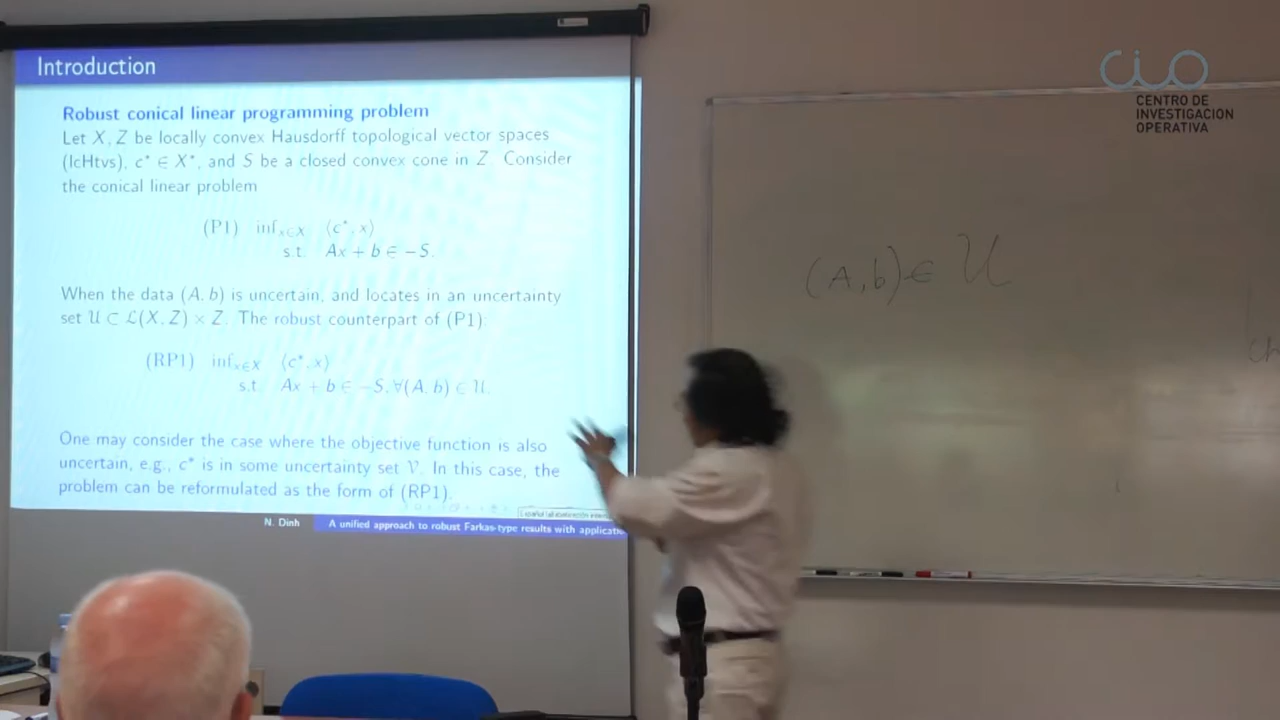 Introduction
Robust conical linear programming problem
Let X, Z be locally convex Hausdorff topological vector spaces
(lcHtvs), c* ∈ X*, and S be a closed convex cone in Z. Consider
the conical linear problem
(P1) inf_{x∈X} ⟨c*, x⟩
s.t. Ax + b ∈ −S.
When the data (A, b) is uncertain, and locates in an uncertainty
set 𝒰 ⊂ ℒ(X, Z) × Z. The robust counterpart of (P1):
(RP1) inf_{x∈X} ⟨c*, x⟩
s.t. Ax + b ∈ −S, ∀(A, b) ∈ 𝒰.
One may consider the case where the objective function is also
uncertain, e.g., c* is in some uncertainty set 𝒱. In this case, the
problem can be reformulated as the form of (RP1).
N. Dinh A unified approach to robust Farkas-type results with applicatio
(A, b) ∈ 𝒰
cio
CENTRO DE
INVESTIGACION
OPERATIVA